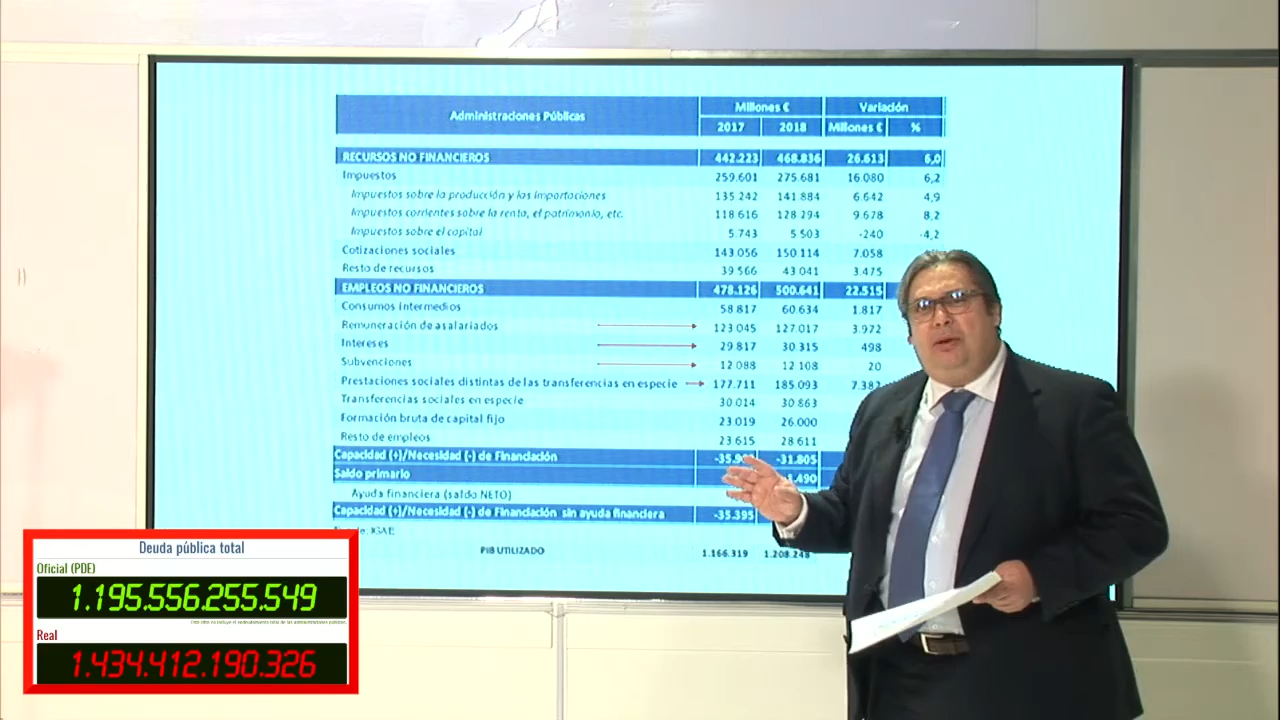 Administraciones Públicas Millones € Variación
2017 2018 Millones € %
RECURSOS NO FINANCIEROS 442.223 468.836 26.613 6,0
Impuestos 259.601 275.681 16.080 6,2
Impuestos sobre la producción y las importaciones 135 242 141 884 6.642 4,9
Impuestos corrientes sobre la renta, el patrimonio, etc. 118 616 128 294 9.678 8,2
Impuestos sobre el capital 5.743 5 503 -240 -4,2
Cotizaciones sociales 143 056 150 114 7.058
Resto de recursos 39 566 43 041 3.475
EMPLEOS NO FINANCIEROS 478.126 500.641 22.515
Consumos intermedios 58 817 60 634 1.817
Remuneración de asalariados 123 045 127.017 3.972
Intereses 29 817 30 315 498
Subvenciones 12 088 12 108 20
Prestaciones sociales distintas de las transferencias en especie 177.711 185.093 7.382
Transferencias sociales en especie 30 014 30 863
Formación bruta de capital fijo 23 019 26.000
Resto de empleos 23 615 28 611
Capacidad (+)/Necesidad (-) de Financiación -31.805
Saldo primario
Ayuda financiera (saldo NETO)
Capacidad (+)/Necesidad (-) de Financiación sin ayuda financiera -35.395
IGAE
PIB UTILIZADO 1.166.319 1.208.248
Deuda pública total
Oficial (PDE)
1.195.556.255.549
Real
1.434.412.190.326